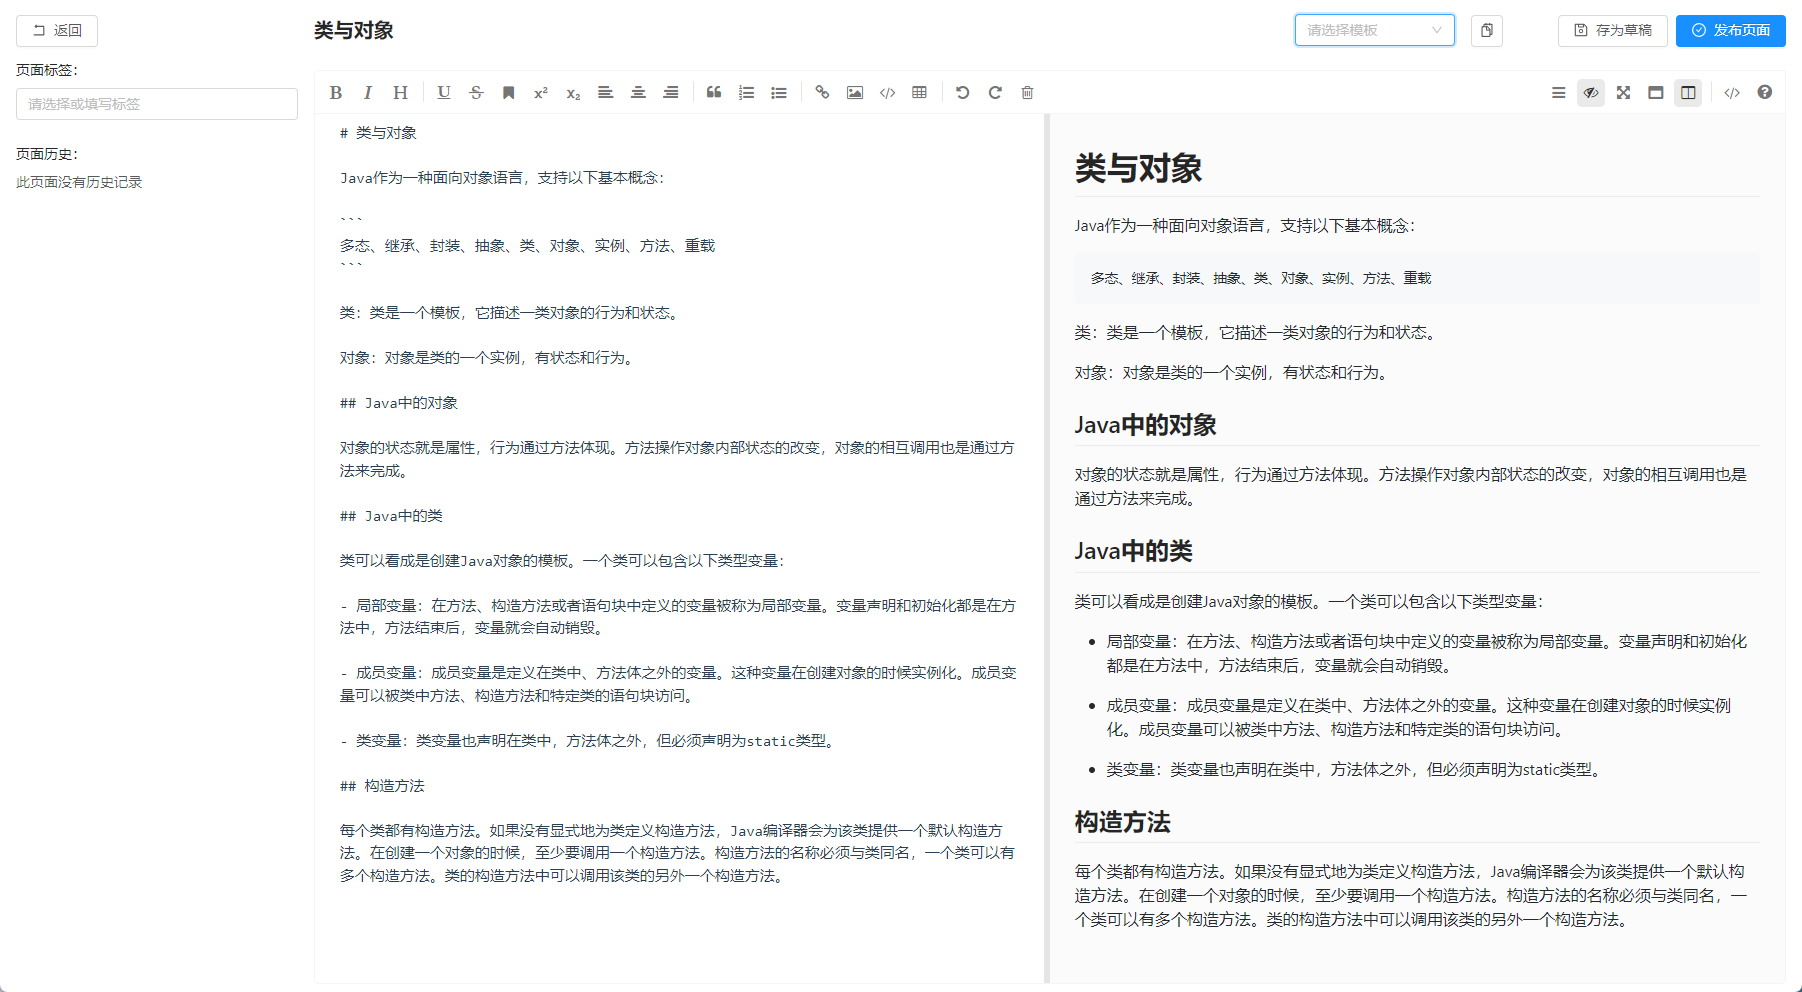 返回
类与对象
请选择模板
存为草稿
发布页面
页面标签：
请选择或填写标签
页面历史：
此页面没有历史记录
B I H U S x² x₂
# 类与对象
Java作为一种面向对象语言，支持以下基本概念：
```
多态、继承、封装、抽象、类、对象、实例、方法、重载
```
类：类是一个模板，它描述一类对象的行为和状态。
对象：对象是类的一个实例，有状态和行为。
## Java中的对象
对象的状态就是属性，行为通过方法体现。方法操作对象内部状态的改变，对象的相互调用也是通过方
法来完成。
## Java中的类
类可以看成是创建Java对象的模板。一个类可以包含以下类型变量：
- 局部变量：在方法、构造方法或者语句块中定义的变量被称为局部变量。变量声明和初始化都是在方
法中，方法结束后，变量就会自动销毁。
- 成员变量：成员变量是定义在类中、方法体之外的变量。这种变量在创建对象的时候实例化。成员变
量可以被类中方法、构造方法和特定类的语句块访问。
- 类变量：类变量也声明在类中，方法体之外，但必须声明为static类型。
## 构造方法
每个类都有构造方法。如果没有显式地为类定义构造方法，Java编译器会为该类提供一个默认构造方
法。在创建一个对象的时候，至少要调用一个构造方法。构造方法的名称必须与类同名，一个类可以有
多个构造方法。类的构造方法中可以调用该类的另外一个构造方法。
类与对象
Java作为一种面向对象语言，支持以下基本概念：
多态、继承、封装、抽象、类、对象、实例、方法、重载
类：类是一个模板，它描述一类对象的行为和状态。
对象：对象是类的一个实例，有状态和行为。
Java中的对象
对象的状态就是属性，行为通过方法体现。方法操作对象内部状态的改变，对象的相互调用也是
通过方法来完成。
Java中的类
类可以看成是创建Java对象的模板。一个类可以包含以下类型变量：
局部变量：在方法、构造方法或者语句块中定义的变量被称为局部变量。变量声明和初始化
都是在方法中，方法结束后，变量就会自动销毁。
成员变量：成员变量是定义在类中、方法体之外的变量。这种变量在创建对象的时候实例
化。成员变量可以被类中方法、构造方法和特定类的语句块访问。
类变量：类变量也声明在类中，方法体之外，但必须声明为static类型。
构造方法
每个类都有构造方法。如果没有显式地为类定义构造方法，Java编译器会为该类提供一个默认构
造方法。在创建一个对象的时候，至少要调用一个构造方法。构造方法的名称必须与类同名，一
个类可以有多个构造方法。类的构造方法中可以调用该类的另外一个构造方法。